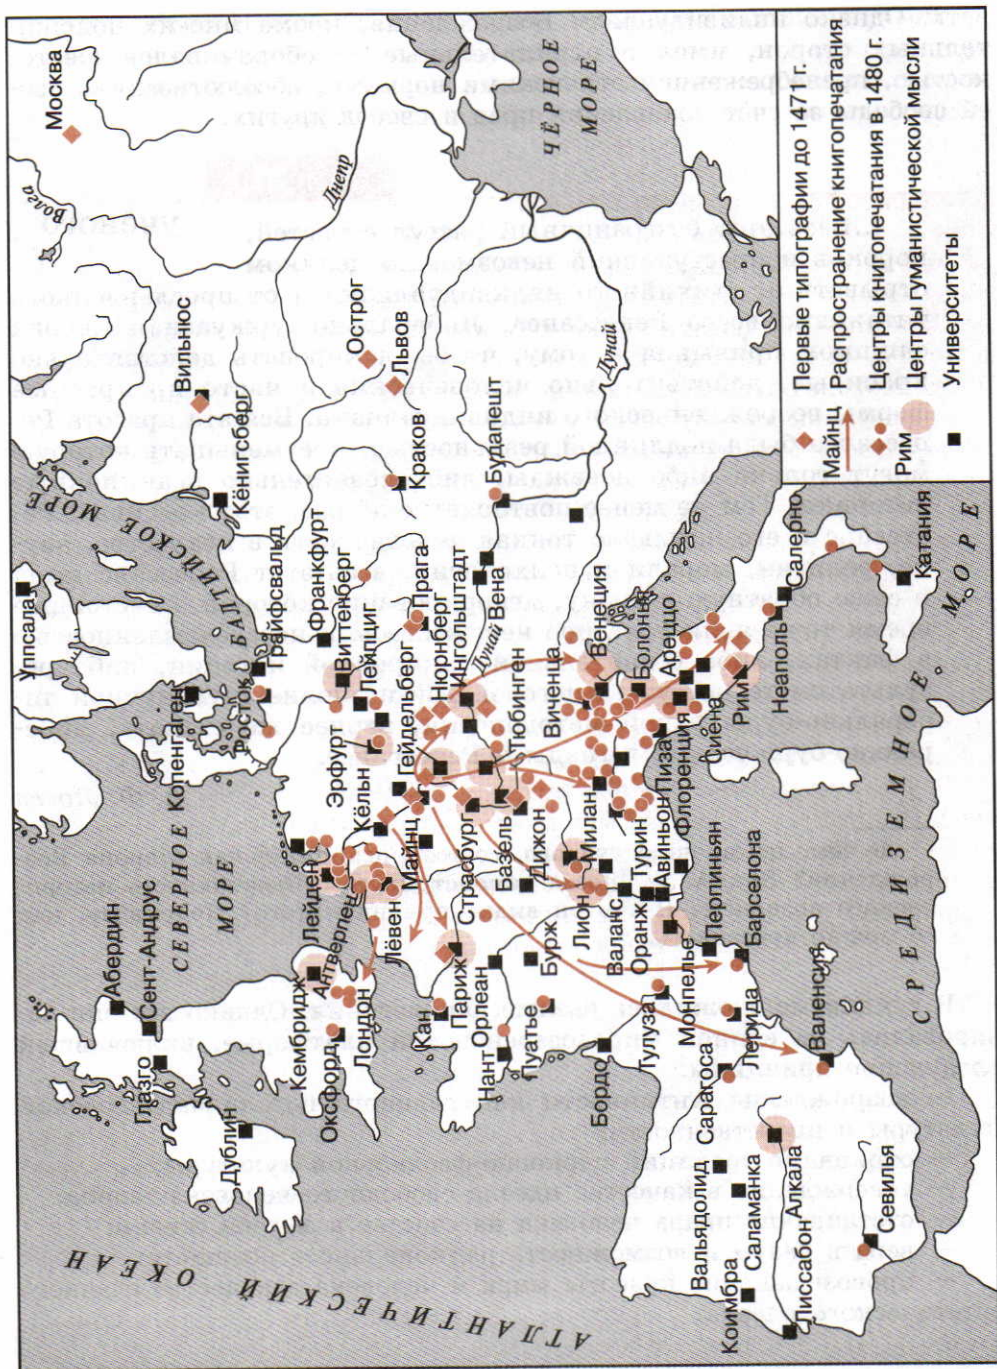 АТЛАНТИЧЕСКИЙ ОКЕАН
СЕВЕРНОЕ
МОРЕ
БАЛТИЙСКОЕ МОРЕ
ЧЁРНОЕ
МОРЕ
СРЕДИЗЕМНОЕ МОРЕ
Волга
Днепр
Дунай
Дунай
Глазго
Абердин
Сент-Андрус
Дублин
Кембридж
Оксфорд
Лондон
Антверпен
Лейден
Лёвен
Копенгаген
Уппсала
Росток
Грайсвальд
Кёнигсберг
Вильнюс
Москва
Франкфурт
Виттенберг
Лейпциг
Эрфурт
Кёльн
Майнц
Гейдельберг
Нюрнберг
Ингольштадт
Прага
Краков
Львов
Острог
Вена
Будапешт
Тюбинген
Страсбург
Базель
Париж
Кан
Орлеан
Нант
Бурж
Путье
Дижон
Бордо
Лион
Валанс
Оранж
Авиньон
Монпелье
Тулуза
Перпиньян
Турин
Милан
Виченца
Венеция
Болонья
Пиза
Флоренция
Ареццо
Сиена
Рим
Неаполь
Салерно
Катания
Барселона
Лерида
Сарагоса
Валенсия
Вальядолид
Саламанка
Алкала
Коимбра
Лиссабон
Севилья
Первые типографии до 1471 г.
Майнц
Распространение книгопечатания
Центры книгопечатания в 1480 г.
Рим
Центры гуманистической мысли
Университеты